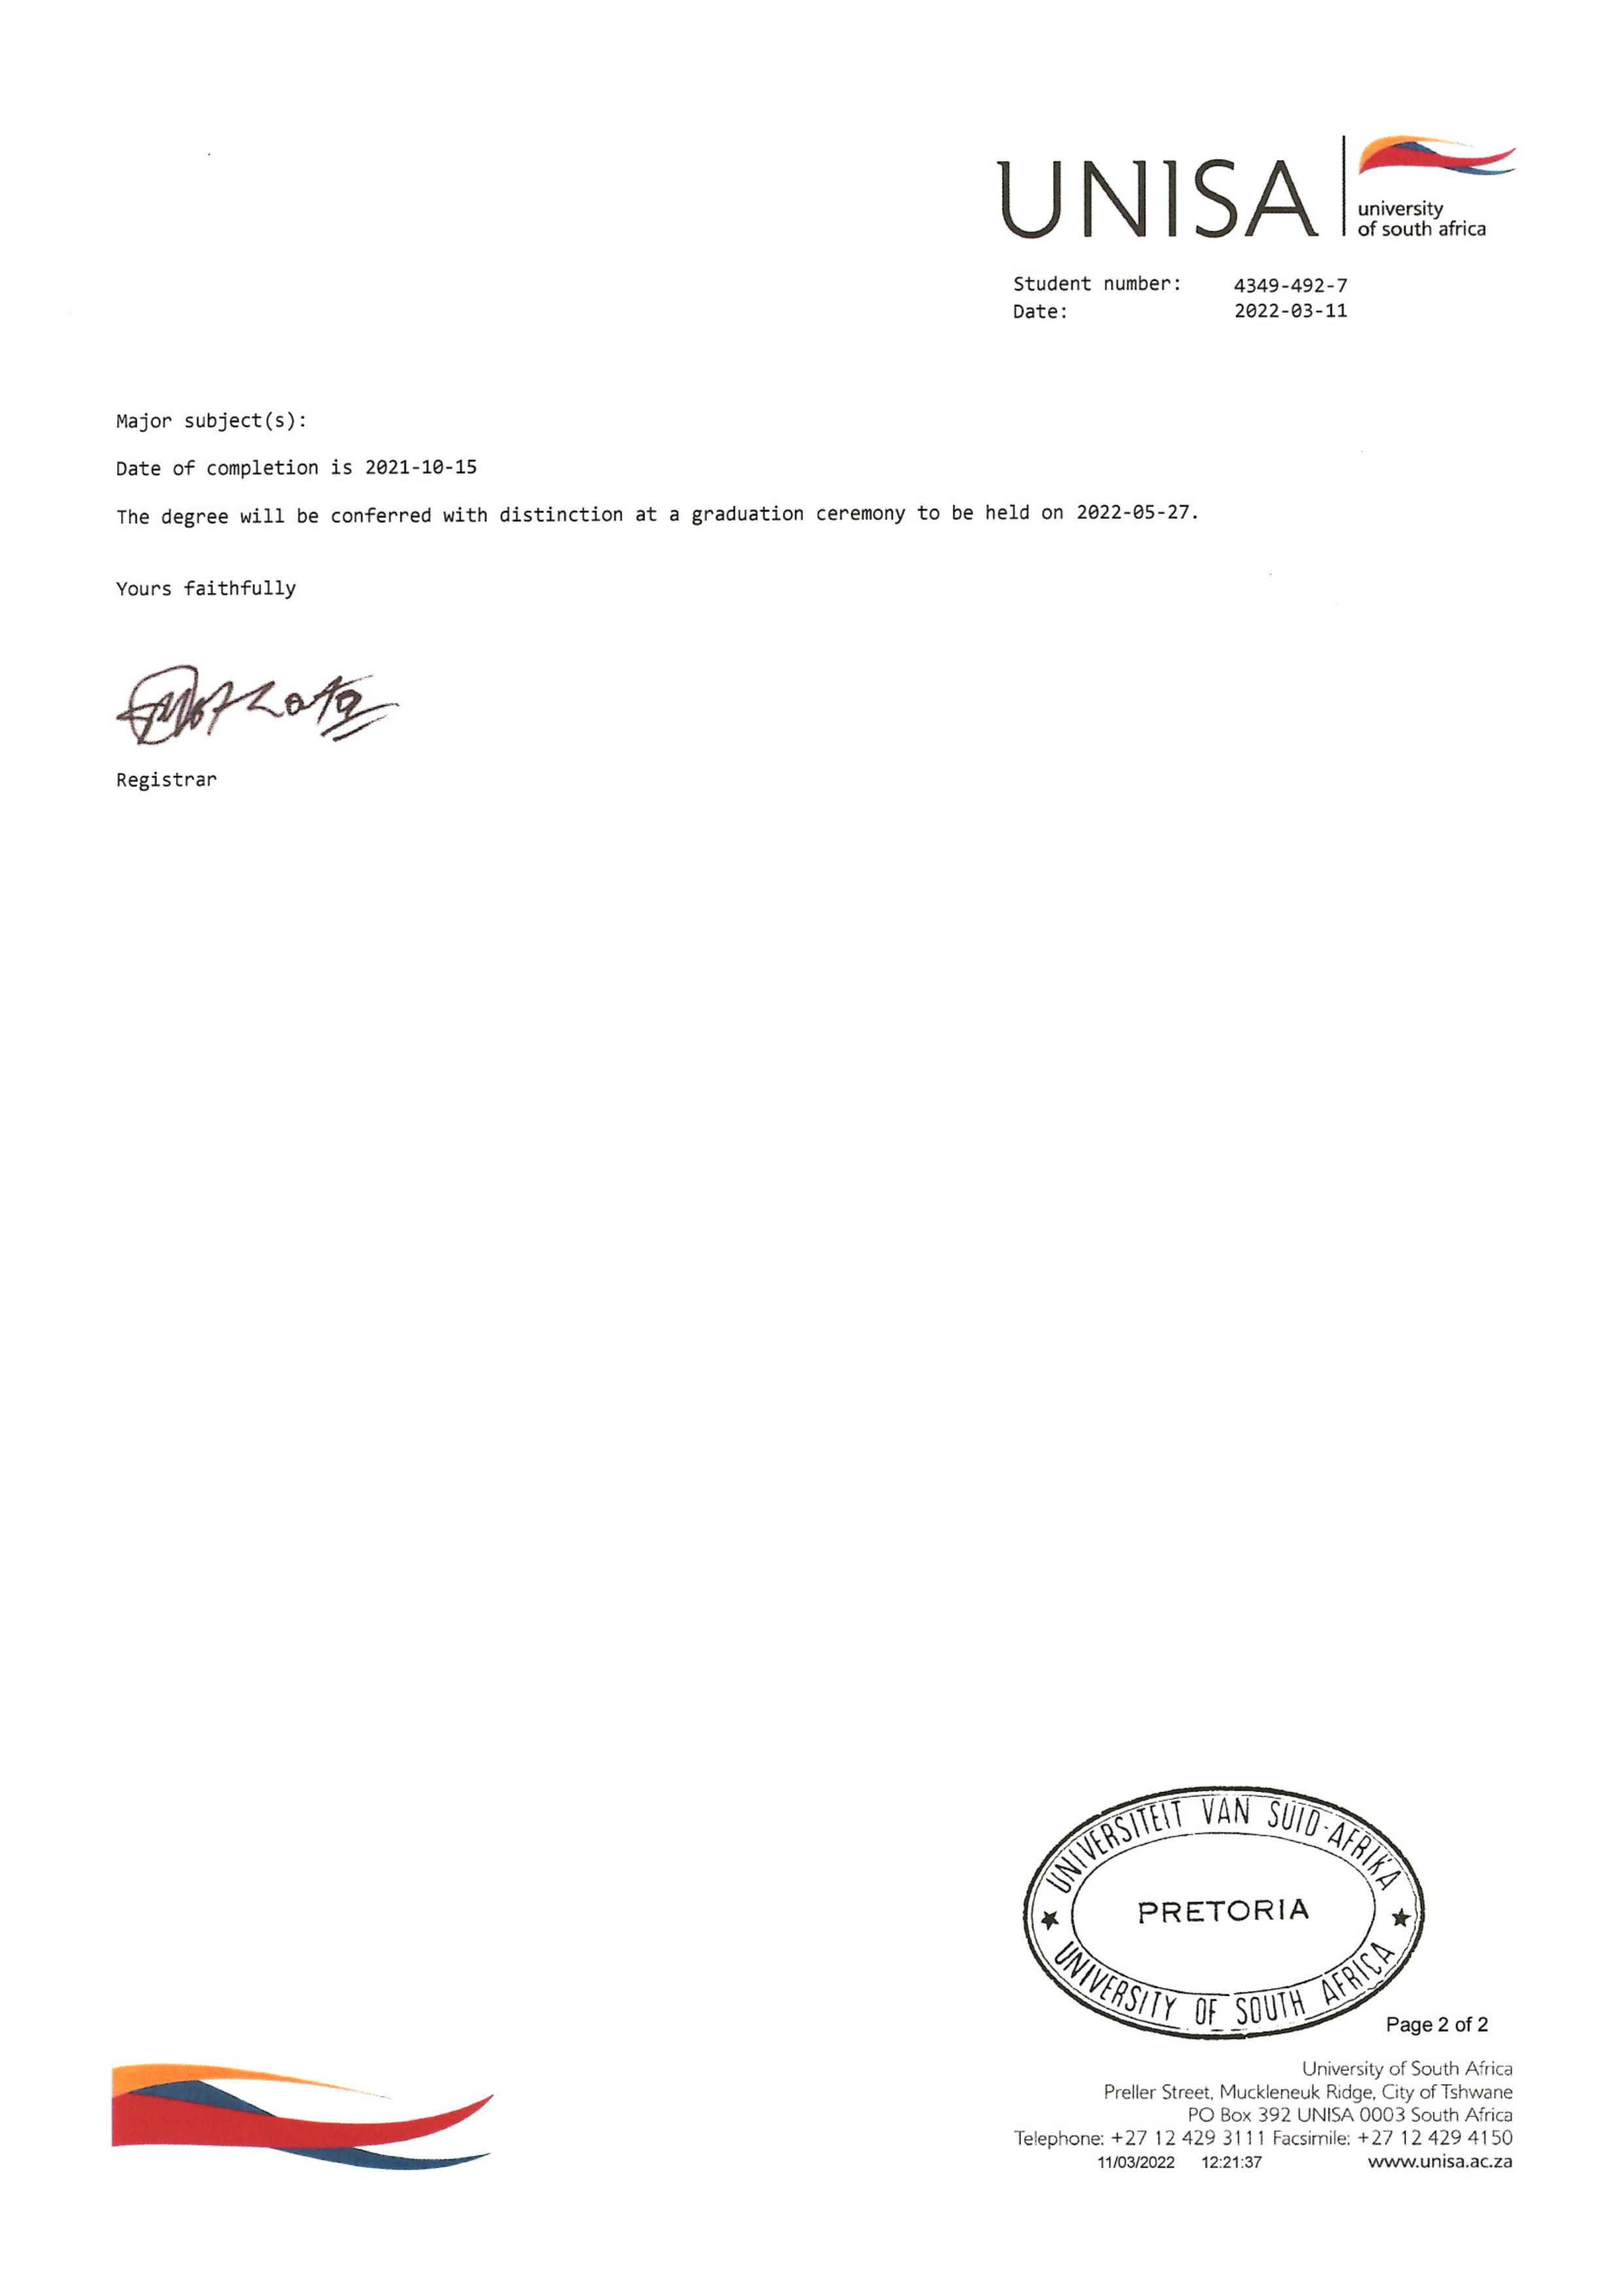 UNISA
university
of south africa
Student number: 4349-492-7
Date: 2022-03-11
Major subject(s):
Date of completion is 2021-10-15
The degree will be conferred with distinction at a graduation ceremony to be held on 2022-05-27.
Yours faithfully
Registrar
UNIVERSITEIT VAN SUID-AFRIKA
PRETORIA
UNIVERSITY OF SOUTH AFRICA
Page 2 of 2
University of South Africa
Preller Street, Muckleneuk Ridge, City of Tshwane
PO Box 392 UNISA 0003 South Africa
Telephone: +27 12 429 3111 Facsimile: +27 12 429 4150
11/03/2022 12:21:37 www.unisa.ac.za